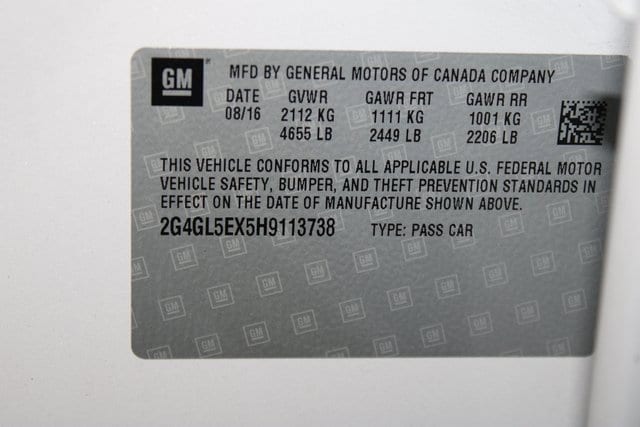 GM MFD BY GENERAL MOTORS OF CANADA COMPANY
DATE GVWR GAWR FRT GAWR RR
08/16 2112 KG 1111 KG 1001 KG
4655 LB 2449 LB 2206 LB
THIS VEHICLE CONFORMS TO ALL APPLICABLE U.S. FEDERAL MOTOR
VEHICLE SAFETY, BUMPER, AND THEFT PREVENTION STANDARDS IN
EFFECT ON THE DATE OF MANUFACTURE SHOWN ABOVE.
2G4GL5EX5H9113738 TYPE: PASS CAR